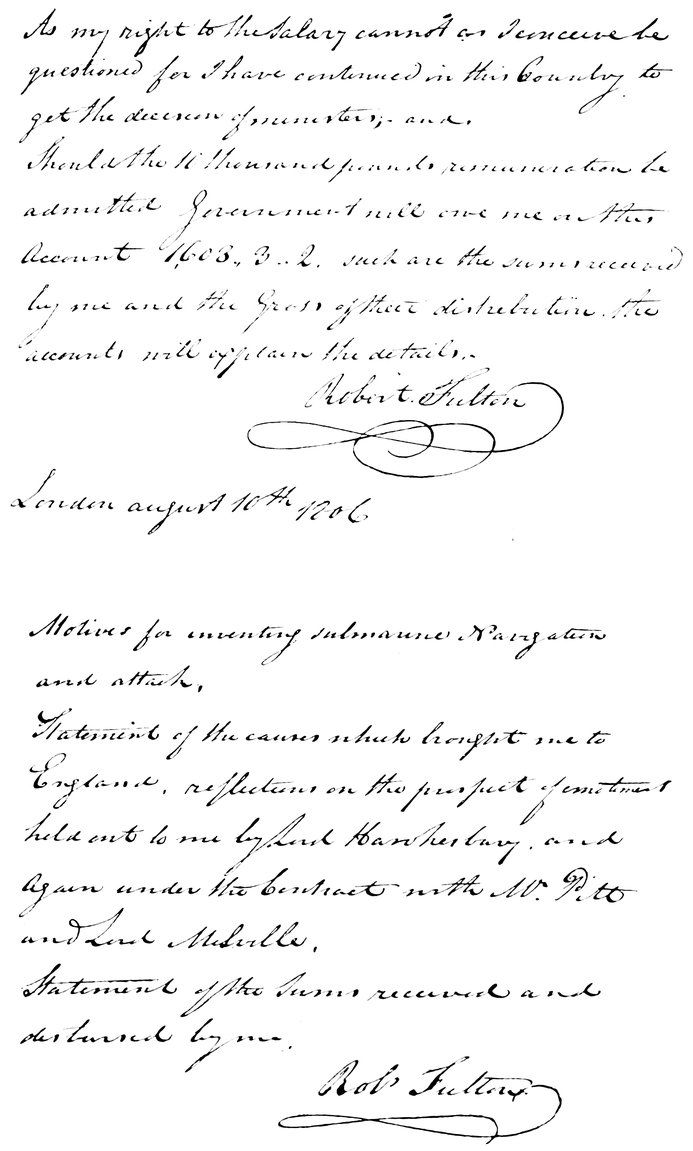 As my right to the Salary cannot as I conceive be
questioned for I have continued in this Country to
get the decision of ministers,- and.
Should the 10 thousand pounds remuneration be
admitted Government will owe me on this
Account 1603.. 3 - 2. such are the sums received
by me and the Gross of their distribution. the
accounts will explain the details.-
Robert Fulton
London august 10th 1806
Motives for inventing submarine Navigation
and attack.
Statement of the causes which brought me to
England, reflections on the prospect of emolument
held out to me by Lord Hawkesbury, and
Again under the Contract with Mr. Pitt
and Lord Melville.
Statement of the Sums received and
disbursed by me.
Robt Fulton